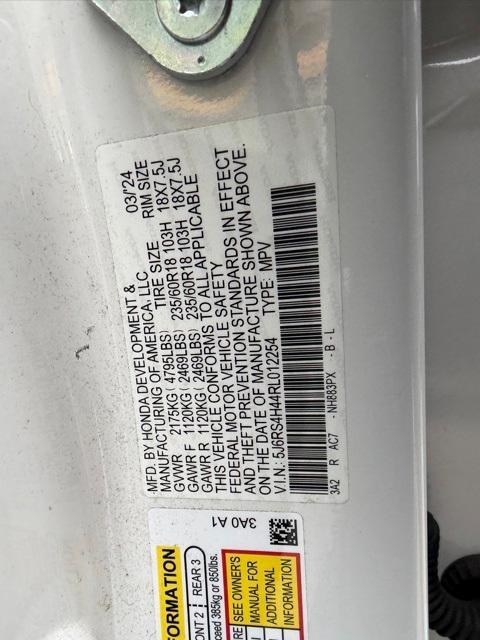 MFD. BY HONDA DEVELOPMENT &
MANUFACTURING OF AMERICA, LLC 03/'24
TIRE SIZE RIM SIZE
GVWR 2175KG ( 4795LBS) 235/60R18 103H 18X7.5J
GAWR F 1120KG ( 2469LBS) 235/60R18 103H 18X7.5J
GAWR R 1120KG ( 2469LBS)
THIS VEHICLE CONFORMS TO ALL APPLICABLE
FEDERAL MOTOR VEHICLE SAFETY
AND THEFT PREVENTION STANDARDS IN EFFECT
ON THE DATE OF MANUFACTURE SHOWN ABOVE.
V.I.N.: 5J6RS4H44RL012254 TYPE: MPV
3A2 R AC7 - NH883PX - B - L
3A0 A1
FORMATION
ONT 2 REAR 3
ceed 385kg or 850lbs.
RE SEE OWNER'S
MANUAL FOR
ADDITIONAL
INFORMATION